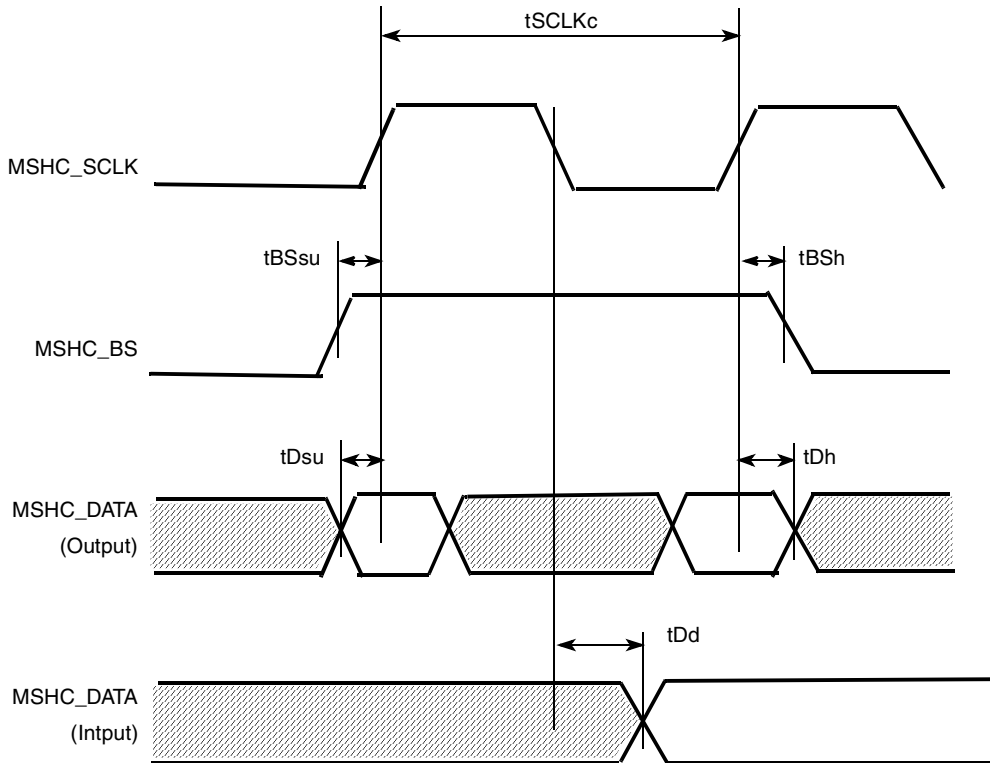 tSCLKc
MSHC_SCLK
tBSsu
tBSh
MSHC_BS
tDsu
tDh
MSHC_DATA
(Output)
tDd
MSHC_DATA
(Intput)